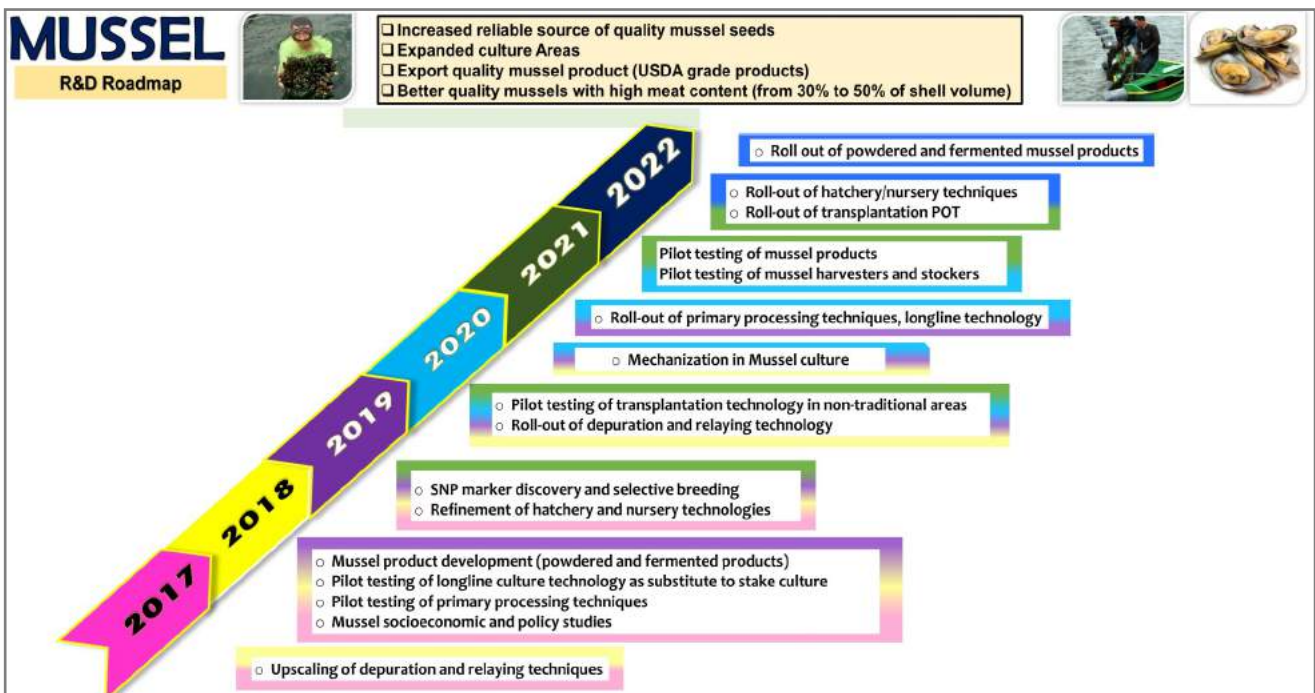 MUSSEL
R&D Roadmap
❑ Increased reliable source of quality mussel seeds
❑ Expanded culture Areas
❑ Export quality mussel product (USDA grade products)
❑ Better quality mussels with high meat content (from 30% to 50% of shell volume)
2022
○ Roll out of powdered and fermented mussel products
○ Roll-out of hatchery/nursery techniques
○ Roll-out of transplantation POT
2021
Pilot testing of mussel products
Pilot testing of mussel harvesters and stockers
2020
○ Roll-out of primary processing techniques, longline technology
○ Mechanization in Mussel culture
2019
○ Pilot testing of transplantation technology in non-traditional areas
○ Roll-out of depuration and relaying technology
2018
○ SNP marker discovery and selective breeding
○ Refinement of hatchery and nursery technologies
2017
○ Mussel product development (powdered and fermented products)
○ Pilot testing of longline culture technology as substitute to stake culture
○ Pilot testing of primary processing techniques
○ Mussel socioeconomic and policy studies
○ Upscaling of depuration and relaying techniques